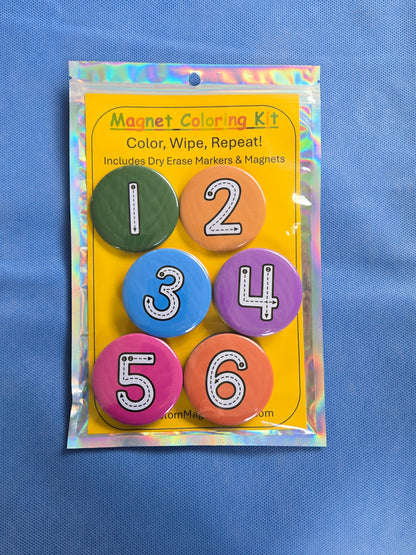 Magnet Coloring Kit
Color, Wipe, Repeat!
Includes Dry Erase Markers & Magnets
1 2
3 4
5 6